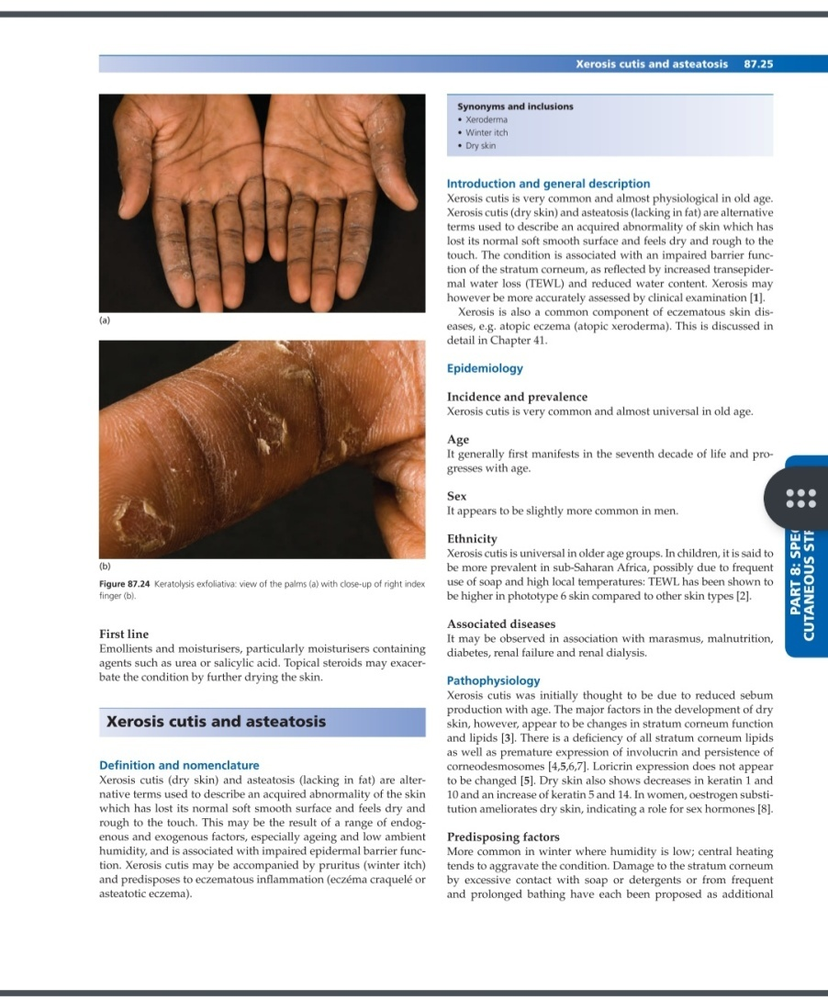 Xerosis cutis and asteatosis 87.25
(a)
(b)
Figure 87.24 Keratolysis exfoliativa: view of the palms (a) with close-up of right index
finger (b).
First line
Emollients and moisturisers, particularly moisturisers containing
agents such as urea or salicylic acid. Topical steroids may exacer-
bate the condition by further drying the skin.
Xerosis cutis and asteatosis
Definition and nomenclature
Xerosis cutis (dry skin) and asteatosis (lacking in fat) are alter-
native terms used to describe an acquired abnormality of the skin
which has lost its normal soft smooth surface and feels dry and
rough to the touch. This may be the result of a range of endog-
enous and exogenous factors, especially ageing and low ambient
humidity, and is associated with impaired epidermal barrier func-
tion. Xerosis cutis may be accompanied by pruritus (winter itch)
and predisposes to eczematous inflammation (eczéma craquelé or
asteatotic eczema).
Synonyms and inclusions
• Xeroderma
• Winter itch
• Dry skin
Introduction and general description
Xerosis cutis is very common and almost physiological in old age.
Xerosis cutis (dry skin) and asteatosis (lacking in fat) are alternative
terms used to describe an acquired abnormality of skin which has
lost its normal soft smooth surface and feels dry and rough to the
touch. The condition is associated with an impaired barrier func-
tion of the stratum corneum, as reflected by increased transepider-
mal water loss (TEWL) and reduced water content. Xerosis may
however be more accurately assessed by clinical examination [1].
Xerosis is also a common component of eczematous skin dis-
eases, e.g. atopic eczema (atopic xeroderma). This is discussed in
detail in Chapter 41.
Epidemiology
Incidence and prevalence
Xerosis cutis is very common and almost universal in old age.
Age
It generally first manifests in the seventh decade of life and pro-
gresses with age.
Sex
It appears to be slightly more common in men.
Ethnicity
Xerosis cutis is universal in older age groups. In children, it is said to
be more prevalent in sub-Saharan Africa, possibly due to frequent
use of soap and high local temperatures: TEWL has been shown to
be higher in phototype 6 skin compared to other skin types [2].
Associated diseases
It may be observed in association with marasmus, malnutrition,
diabetes, renal failure and renal dialysis.
Pathophysiology
Xerosis cutis was initially thought to be due to reduced sebum
production with age. The major factors in the development of dry
skin, however, appear to be changes in stratum corneum function
and lipids [3]. There is a deficiency of all stratum corneum lipids
as well as premature expression of involucrin and persistence of
corneodesmosomes [4,5,6,7]. Loricrin expression does not appear
to be changed [5]. Dry skin also shows decreases in keratin 1 and
10 and an increase of keratin 5 and 14. In women, oestrogen substi-
tution ameliorates dry skin, indicating a role for sex hormones [8].
Predisposing factors
More common in winter where humidity is low; central heating
tends to aggravate the condition. Damage to the stratum corneum
by excessive contact with soap or detergents or from frequent
and prolonged bathing have each been proposed as additional
PART 8:
CUTANEOUS